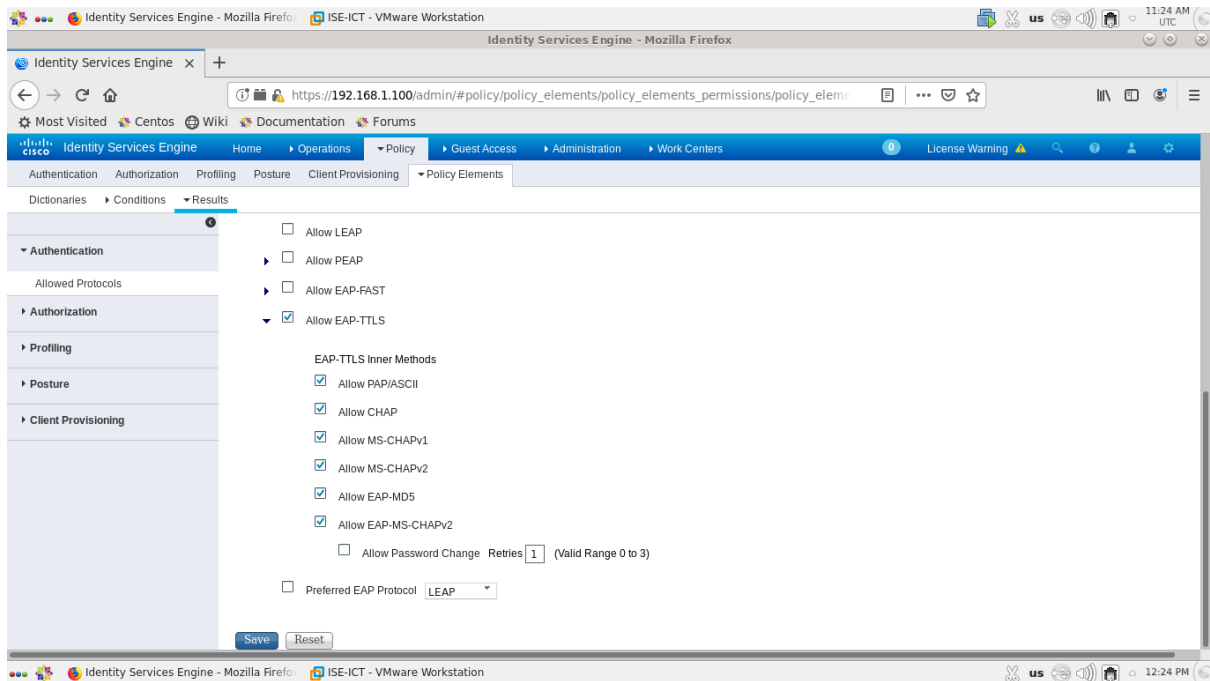 Identity Services Engine - Mozilla Firefo
ISE-ICT - VMware Workstation
us
11:24 AM
UTC
Identity Services Engine - Mozilla Firefox
Identity Services Engine
https://192.168.1.100/admin/#policy/policy_elements/policy_elements_permissions/policy_eleme
Most Visited Centos Wiki Documentation Forums
CISCO Identity Services Engine Home Operations Policy Guest Access Administration Work Centers 0 License Warning
Authentication Authorization Profiling Posture Client Provisioning Policy Elements
Dictionaries Conditions Results
Authentication
Allowed Protocols
Authorization
Profiling
Posture
Client Provisioning
Allow LEAP
Allow PEAP
Allow EAP-FAST
Allow EAP-TTLS
EAP-TTLS Inner Methods
Allow PAP/ASCII
Allow CHAP
Allow MS-CHAPv1
Allow MS-CHAPv2
Allow EAP-MD5
Allow EAP-MS-CHAPv2
Allow Password Change Retries 1 (Valid Range 0 to 3)
Preferred EAP Protocol LEAP
Save Reset
Identity Services Engine - Mozilla Firefo
ISE-ICT - VMware Workstation
us
12:24 PM